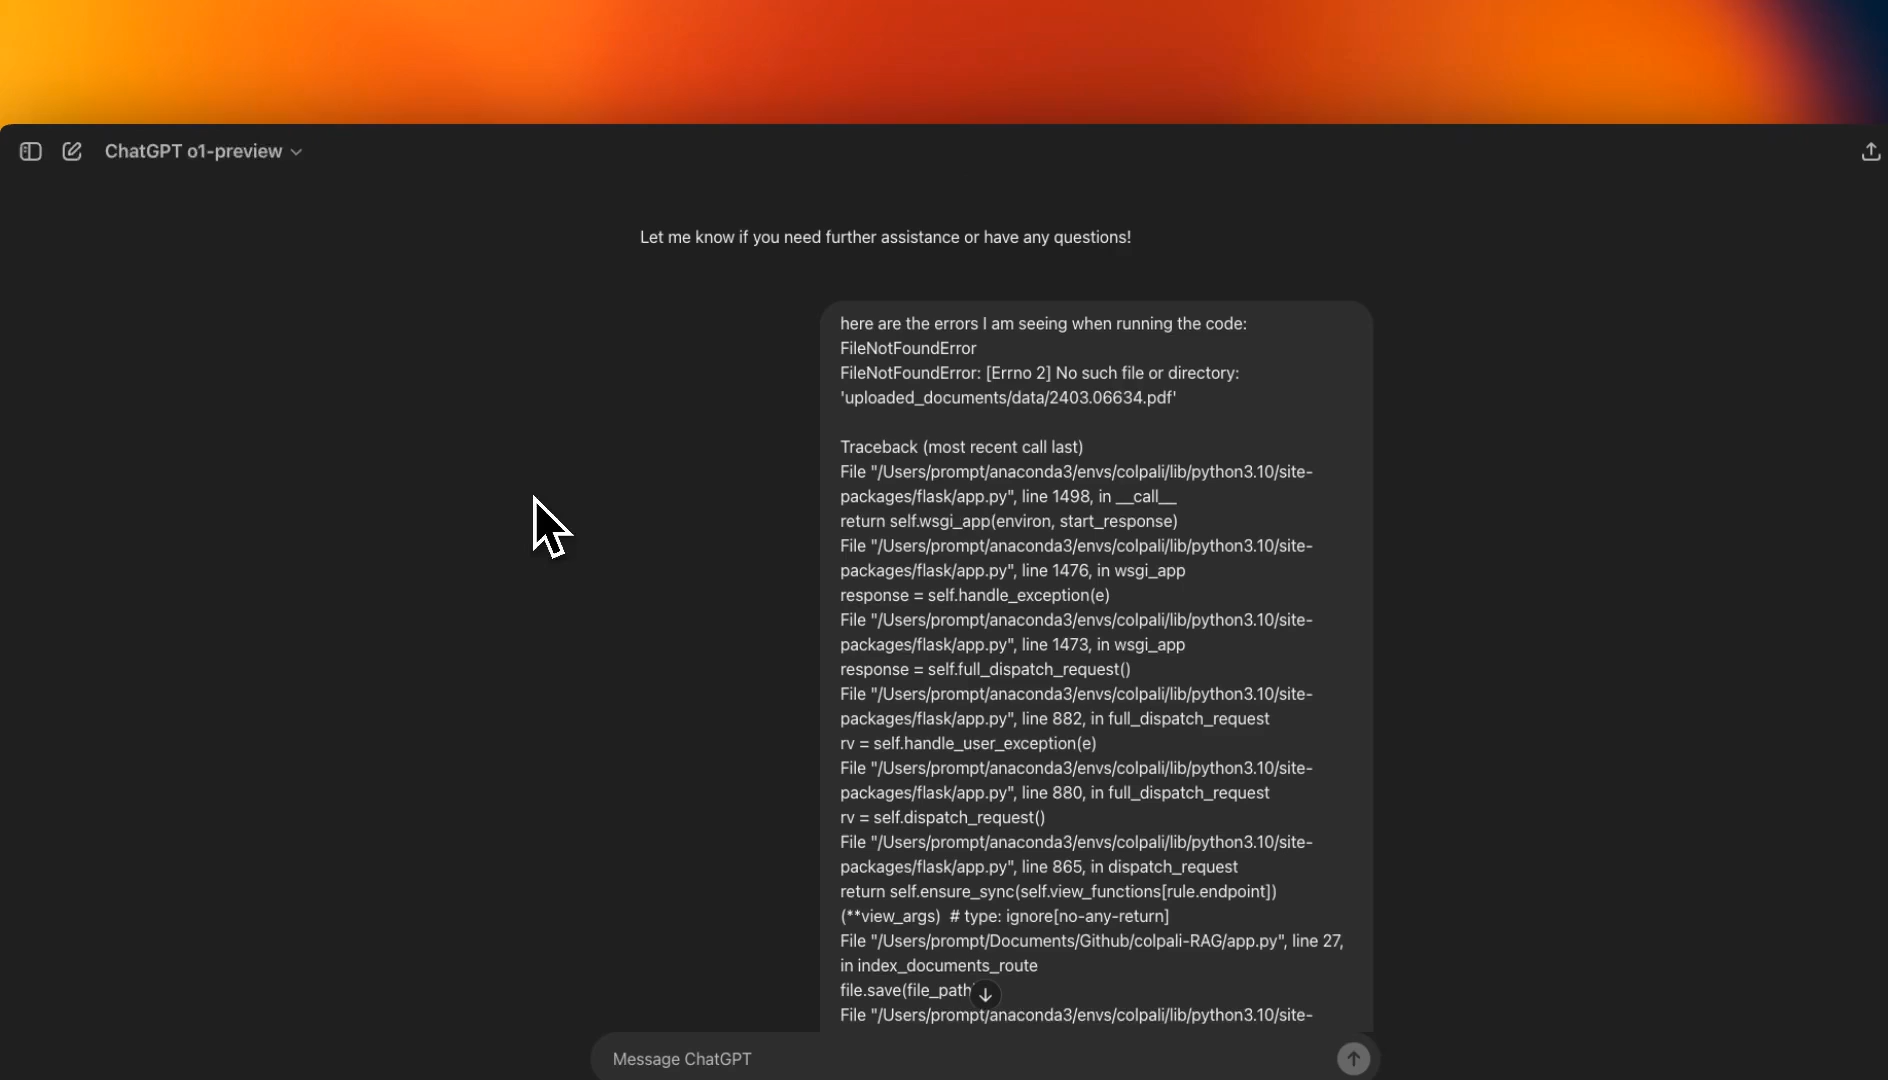 ChatGPT o1-preview
Let me know if you need further assistance or have any questions!
here are the errors I am seeing when running the code:
FileNotFoundError
FileNotFoundError: [Errno 2] No such file or directory:
'uploaded_documents/data/2403.06634.pdf'
Traceback (most recent call last)
File "/Users/prompt/anaconda3/envs/colpali/lib/python3.10/site-
packages/flask/app.py", line 1498, in __call__
return self.wsgi_app(environ, start_response)
File "/Users/prompt/anaconda3/envs/colpali/lib/python3.10/site-
packages/flask/app.py", line 1476, in wsgi_app
response = self.handle_exception(e)
File "/Users/prompt/anaconda3/envs/colpali/lib/python3.10/site-
packages/flask/app.py", line 1473, in wsgi_app
response = self.full_dispatch_request()
File "/Users/prompt/anaconda3/envs/colpali/lib/python3.10/site-
packages/flask/app.py", line 882, in full_dispatch_request
rv = self.handle_user_exception(e)
File "/Users/prompt/anaconda3/envs/colpali/lib/python3.10/site-
packages/flask/app.py", line 880, in full_dispatch_request
rv = self.dispatch_request()
File "/Users/prompt/anaconda3/envs/colpali/lib/python3.10/site-
packages/flask/app.py", line 865, in dispatch_request
return self.ensure_sync(self.view_functions[rule.endpoint])
(**view_args)  # type: ignore[no-any-return]
File "/Users/prompt/Documents/Github/colpali-RAG/app.py", line 27,
in index_documents_route
file.save(file_path
File "/Users/prompt/anaconda3/envs/colpali/lib/python3.10/site-
Message ChatGPT